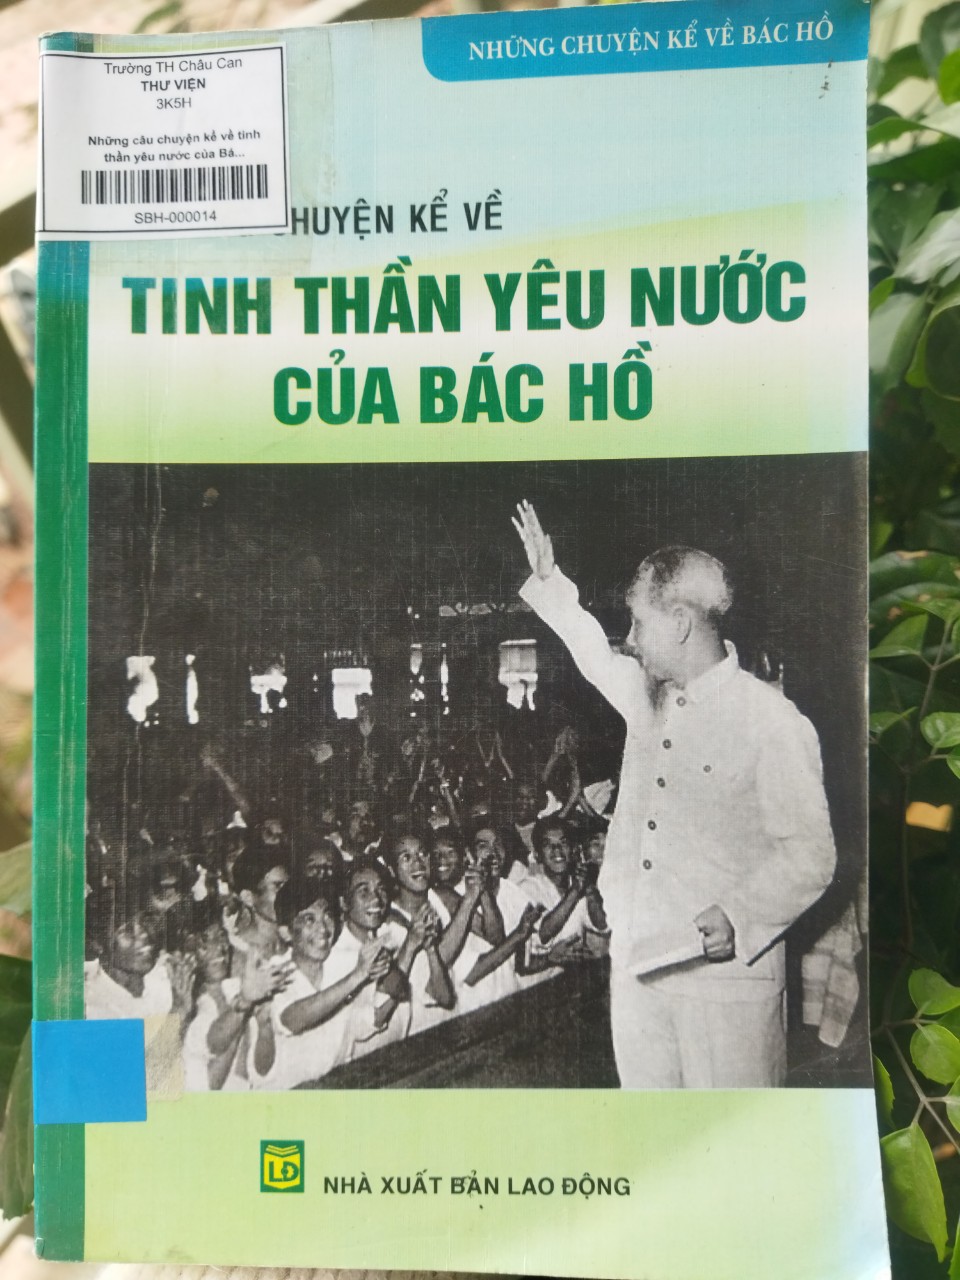 NHỮNG CHUYỆN KỂ VỀ BÁC HỒ
Trường TH Châu Can
THƯ VIỆN
3K5H
Những câu chuyện kể về tinh
thần yêu nước của Bá...
SBH-000014
CHUYỆN KỂ VỀ
TINH THẦN YÊU NƯỚC
CỦA BÁC HỒ
LĐ
NHÀ XUẤT BẢN LAO ĐỘNG